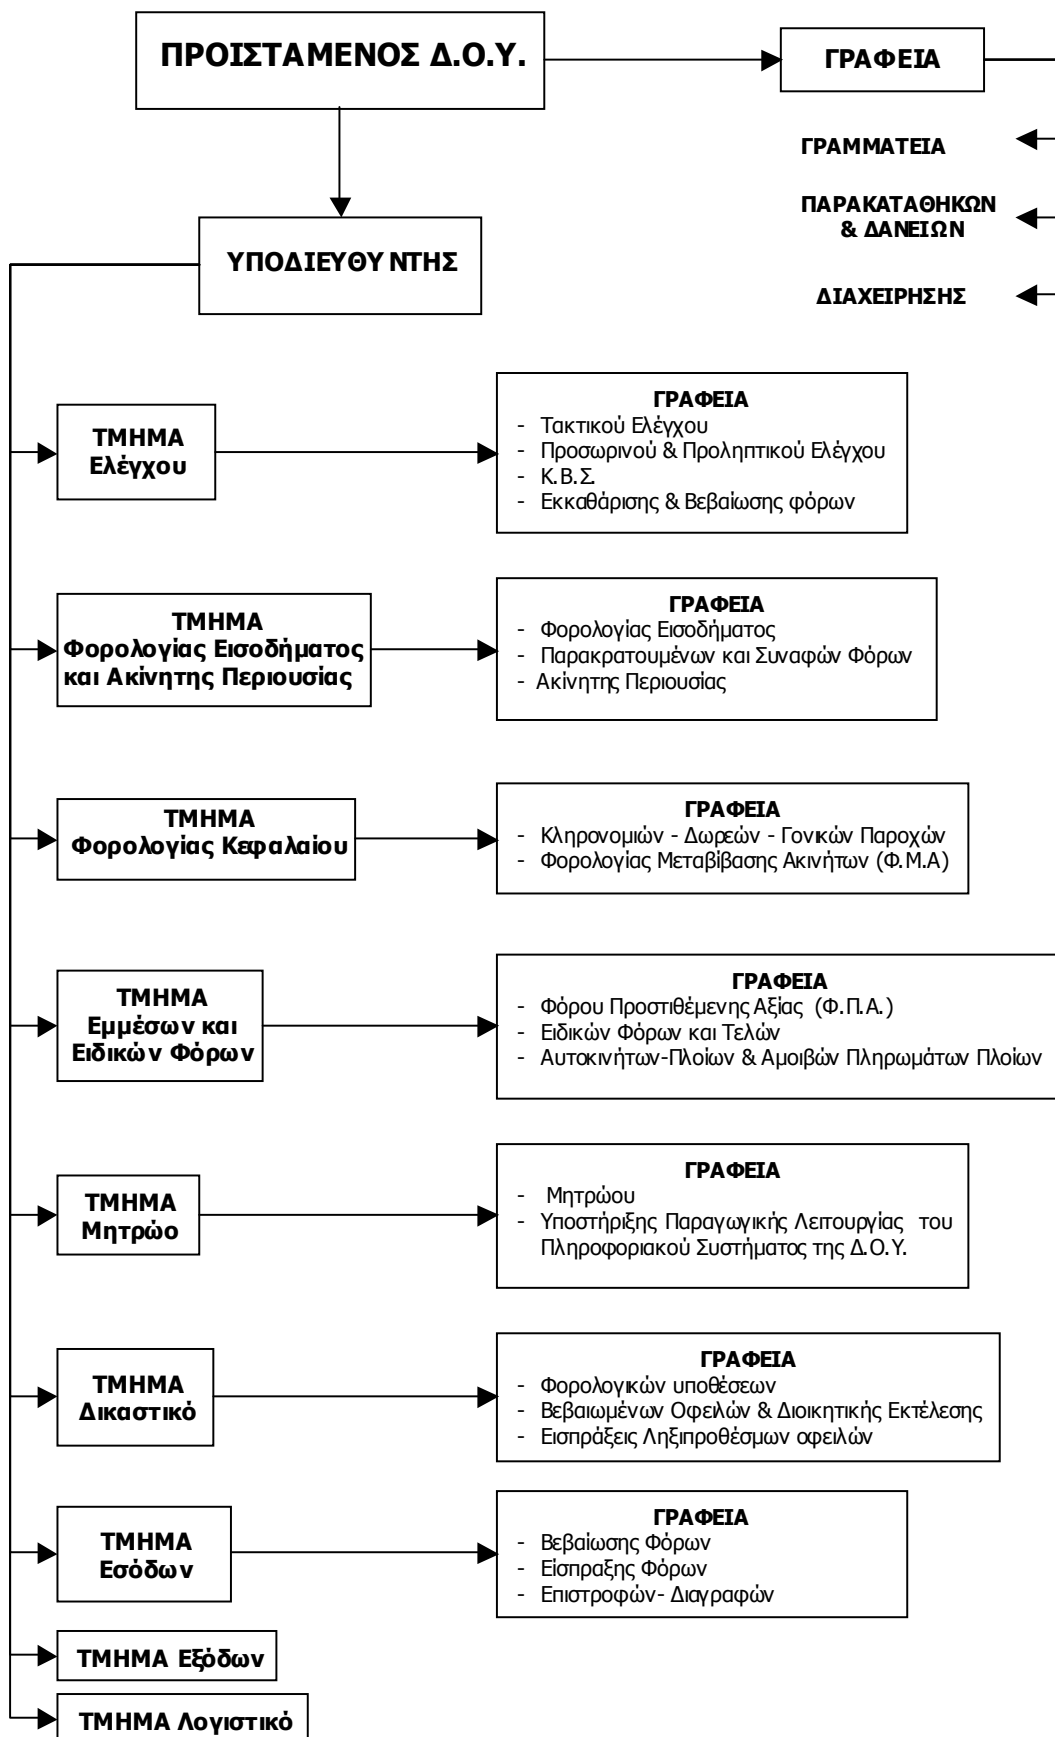 ΠΡΟΙΣΤΑΜΕΝΟΣ Δ.Ο.Υ.
ΓΡΑΦΕΙΑ
ΓΡΑΜΜΑΤΕΙΑ
ΠΑΡΑΚΑΤΑΘΗΚΩΝ
& ΔΑΝΕΙΩΝ
ΔΙΑΧΕΙΡΗΣΗΣ
ΥΠΟΔΙΕΥΘΥΝΤΗΣ
ΤΜΗΜΑ
Ελέγχου
ΓΡΑΦΕΙΑ
- Τακτικού Ελέγχου
- Προσωρινού & Προληπτικού Ελέγχου
- Κ.Β.Σ.
- Εκκαθάρισης & Βεβαίωσης φόρων
ΤΜΗΜΑ
Φορολογίας Εισοδήματος
και Ακίνητης Περιουσίας
ΓΡΑΦΕΙΑ
- Φορολογίας Εισοδήματος
- Παρακρατουμένων και Συναφών Φόρων
- Ακίνητης Περιουσίας
ΤΜΗΜΑ
Φορολογίας Κεφαλαίου
ΓΡΑΦΕΙΑ
- Κληρονομιών - Δωρεών - Γονικών Παροχών
- Φορολογίας Μεταβίβασης Ακινήτων (Φ.Μ.Α)
ΤΜΗΜΑ
Εμμέσων και
Ειδικών Φόρων
ΓΡΑΦΕΙΑ
- Φόρου Προστιθέμενης Αξίας (Φ.Π.Α.)
- Ειδικών Φόρων και Τελών
- Αυτοκινήτων-Πλοίων & Αμοιβών Πληρωμάτων Πλοίων
ΤΜΗΜΑ
Μητρώο
ΓΡΑΦΕΙΑ
- Μητρώου
- Υποστήριξης Παραγωγικής Λειτουργίας του
Πληροφοριακού Συστήματος της Δ.Ο.Υ.
ΤΜΗΜΑ
Δικαστικό
ΓΡΑΦΕΙΑ
- Φορολογικών υποθέσεων
- Βεβαιωμένων Οφειλών & Διοικητικής Εκτέλεσης
- Εισπράξεις Ληξιπροθέσμων οφειλών
ΤΜΗΜΑ
Εσόδων
ΓΡΑΦΕΙΑ
- Βεβαίωσης Φόρων
- Είσπραξης Φόρων
- Επιστροφών- Διαγραφών
ΤΜΗΜΑ Εξόδων
ΤΜΗΜΑ Λογιστικό